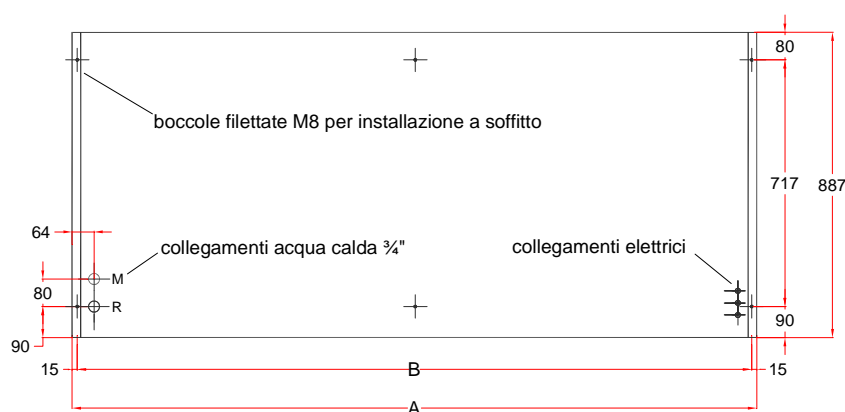 80
boccole filettate M8 per installazione a soffitto
717
887
64
collegamenti acqua calda ¾"
collegamenti elettrici
M
80
R
90
90
15
B
15
A